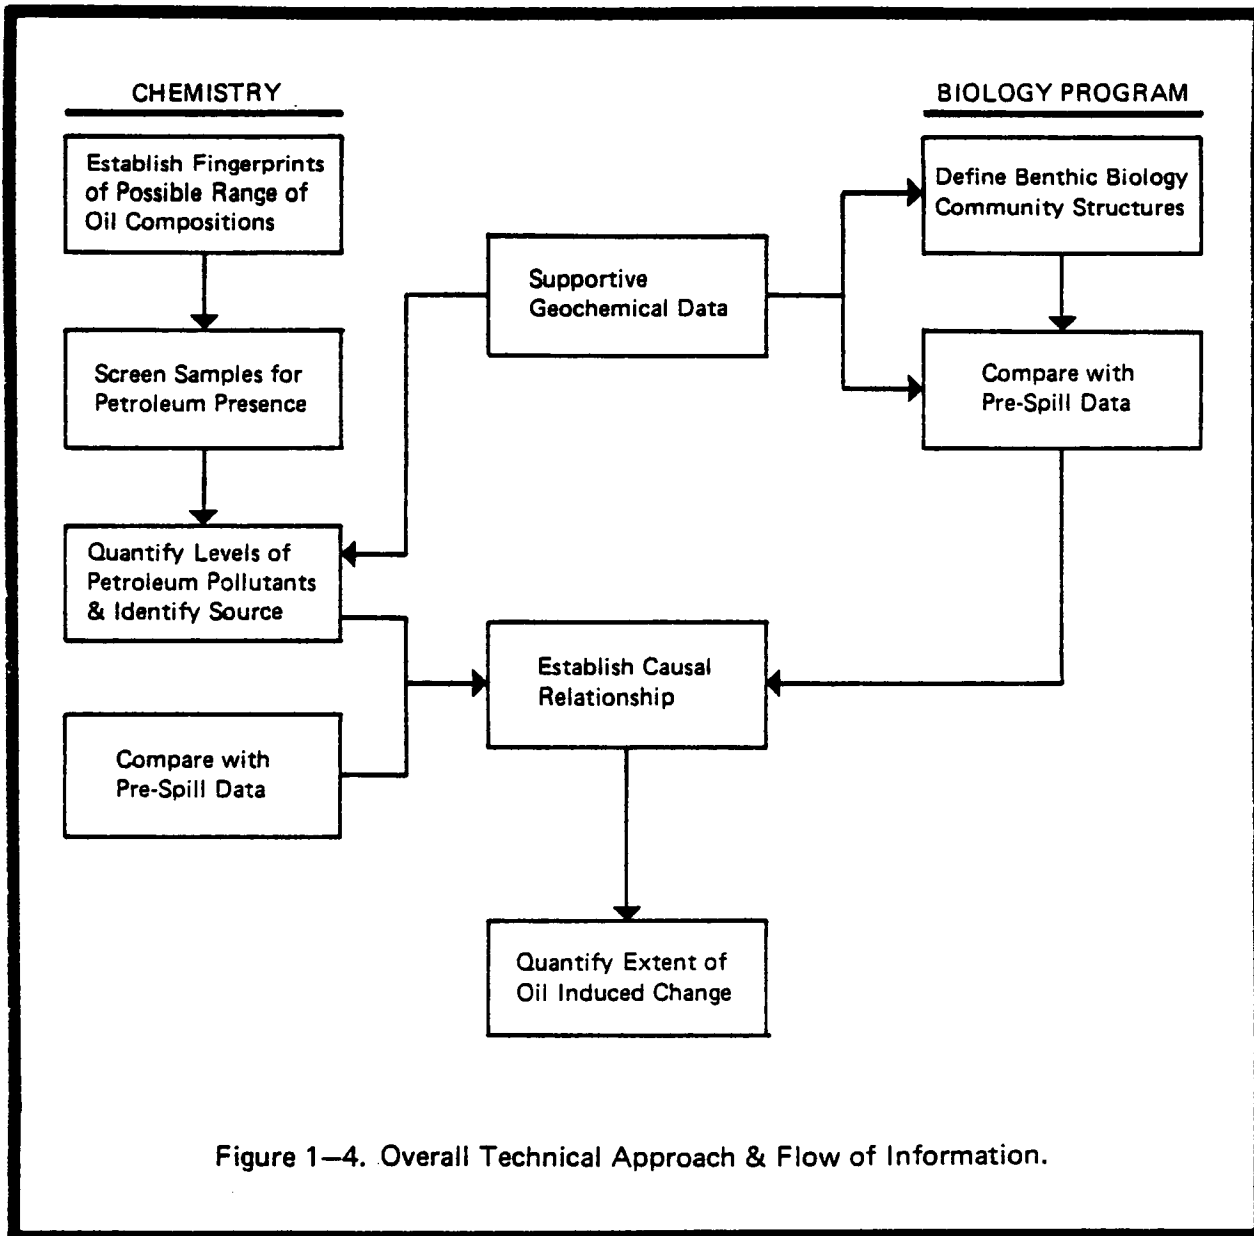 CHEMISTRY
Establish Fingerprints
of Possible Range of
Oil Compositions
Screen Samples for
Petroleum Presence
Quantify Levels of
Petroleum Pollutants
& Identify Source
Compare with
Pre-Spill Data
Supportive
Geochemical Data
Establish Causal
Relationship
Quantify Extent of
Oil Induced Change
BIOLOGY PROGRAM
Define Benthic Biology
Community Structures
Compare with
Pre-Spill Data
Figure 1–4. Overall Technical Approach & Flow of Information.